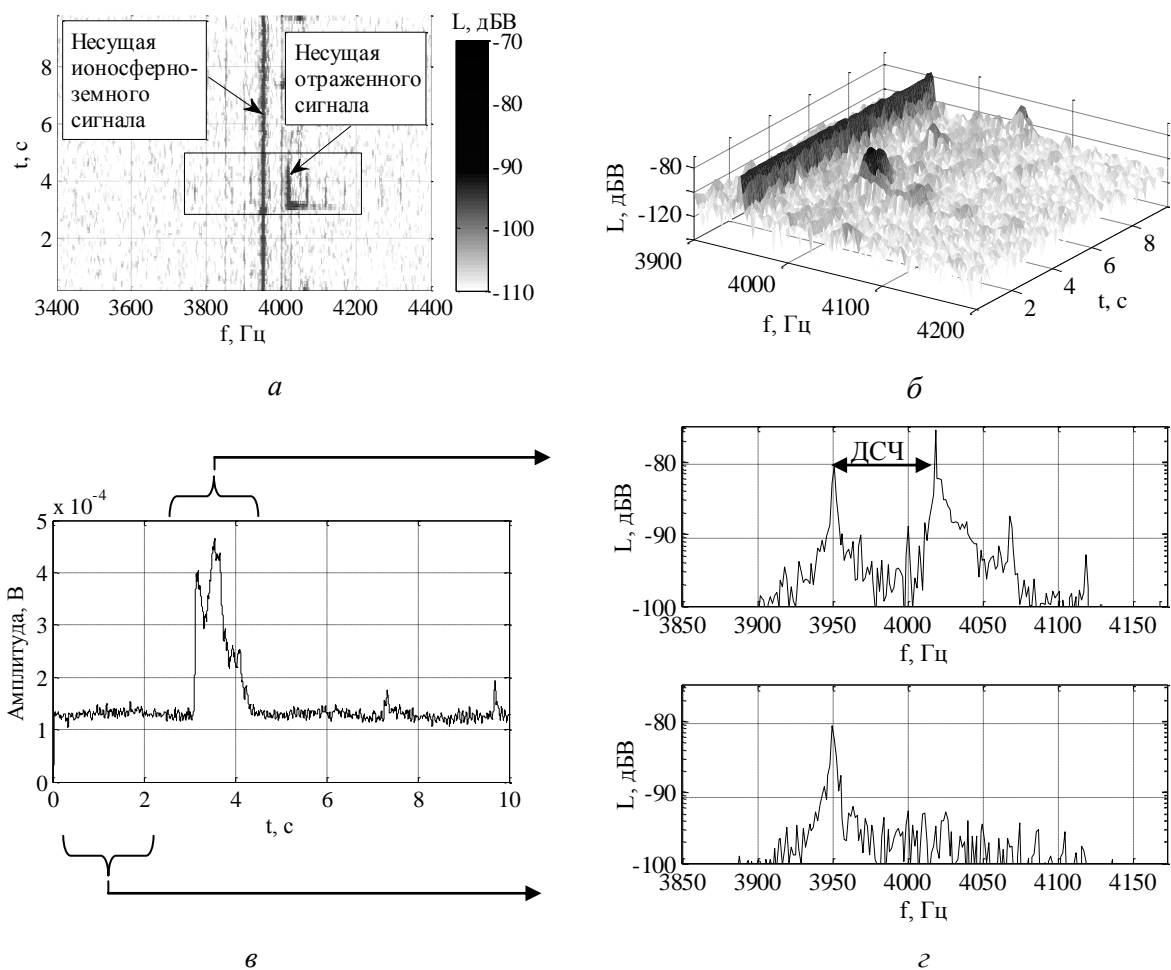 Несущая
ионосферно-
земного
сигнала
Несущая
отраженного
сигнала
L, дБВ
-70
-80
-90
-100
-110
t, с
8
6
4
2
3400 3600 3800 4000 4200 4400
f, Гц
а
L, дБВ
-80
-120
3900
4000
4100
4200
f, Гц
2
4
6
8
t, с
б
x 10⁻⁴
Амплитуда, В
5
4
3
2
1
0
0 2 4 6 8 10
t, с
в
ДСЧ
L, дБВ
-80
-90
-100
3850 3900 3950 4000 4050 4100 4150
f, Гц
L, дБВ
-80
-90
-100
3850 3900 3950 4000 4050 4100 4150
f, Гц
г